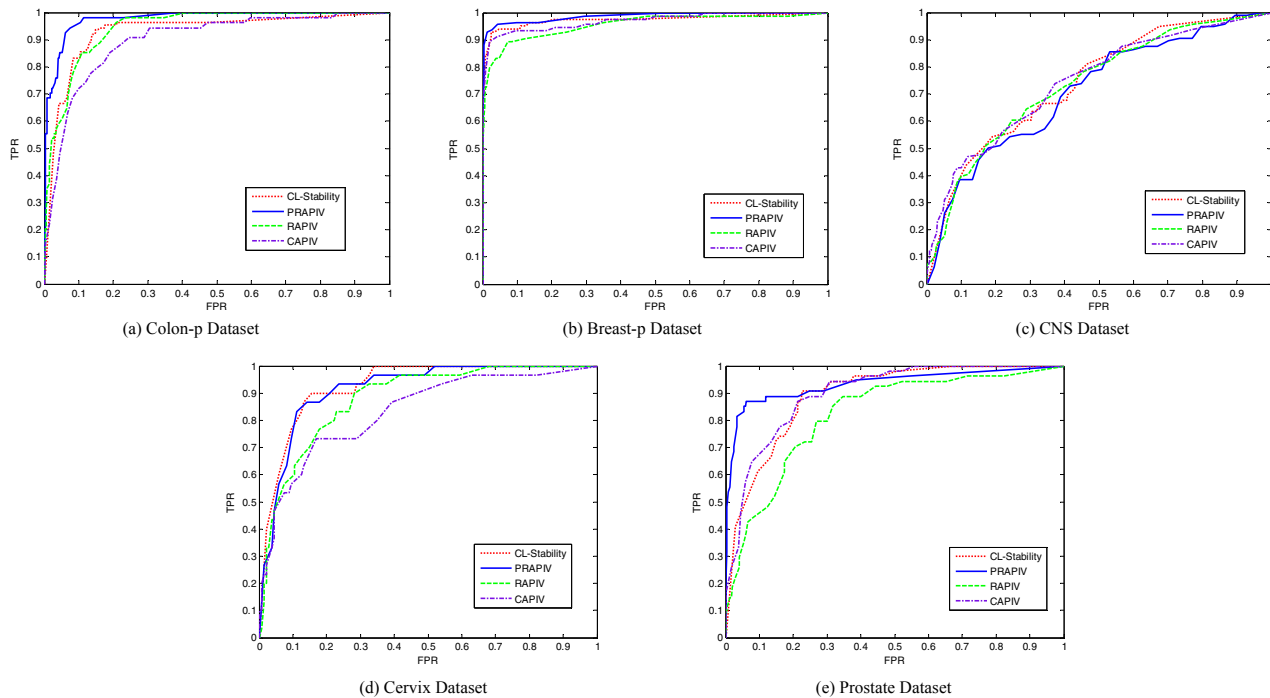 1
0.9
0.8
0.7
0.6
0.5
0.4
0.3
0.2
0.1
0
TPR
0 0.1 0.2 0.3 0.4 0.5 0.6 0.7 0.8 0.9 1
FPR
CL-Stability
PRAPIV
RAPIV
CAPIV
(a) Colon-p Dataset
1
0.9
0.8
0.7
0.6
0.5
0.4
0.3
0.2
0.1
0
TPR
0 0.1 0.2 0.3 0.4 0.5 0.6 0.7 0.8 0.9 1
FPR
CL-Stability
PRAPIV
RAPIV
CAPIV
(b) Breast-p Dataset
1
0.9
0.8
0.7
0.6
0.5
0.4
0.3
0.2
0.1
0
TPR
0 0.1 0.2 0.3 0.4 0.5 0.6 0.7 0.8 0.9 1
FPR
CL-Stability
PRAPIV
RAPIV
CAPIV
(c) CNS Dataset
1
0.9
0.8
0.7
0.6
0.5
0.4
0.3
0.2
0.1
0
TPR
0 0.1 0.2 0.3 0.4 0.5 0.6 0.7 0.8 0.9 1
FPR
CL-Stability
PRAPIV
RAPIV
CAPIV
(d) Cervix Dataset
1
0.9
0.8
0.7
0.6
0.5
0.4
0.3
0.2
0.1
0
TPR
0 0.1 0.2 0.3 0.4 0.5 0.6 0.7 0.8 0.9 1
FPR
CL-Stability
PRAPIV
RAPIV
CAPIV
(e) Prostate Dataset